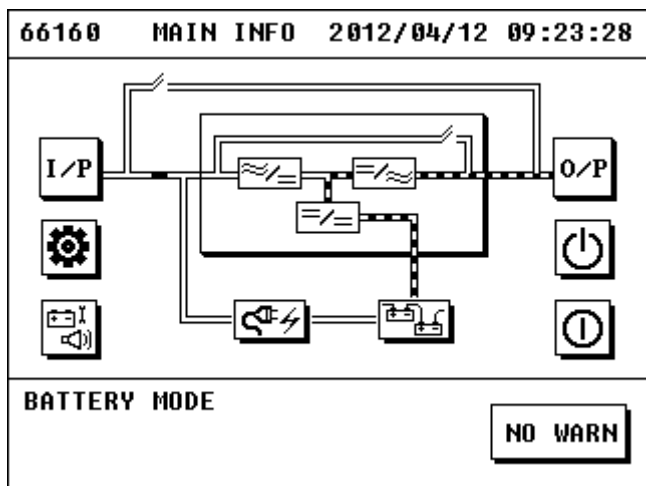 66160 MAIN INFO 2012/04/12 09:23:28
I/P
O/P
BATTERY MODE
NO WARN